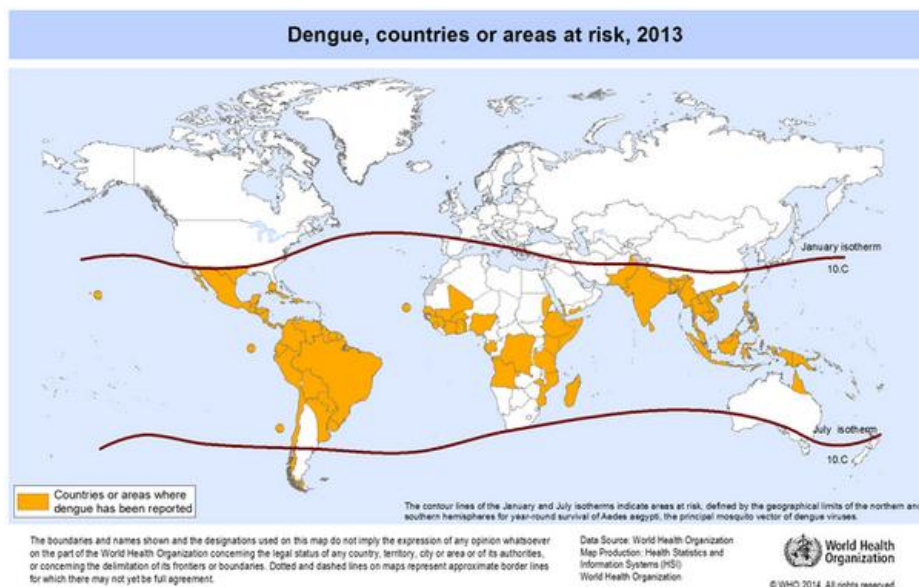 Dengue, countries or areas at risk, 2013
January isotherm
10.C
July isotherm
10.C
Countries or areas where
dengue has been reported
The contour lines of the January and July isotherms indicate areas at risk, defined by the geographical limits of the northern and
southern hemispheres for year-round survival of Aedes aegypti, the principal mosquito vector of dengue viruses.
The boundaries and names shown and the designations used on this map do not imply the expression of any opinion whatsoever
on the part of the World Health Organization concerning the legal status of any country, territory, city or area or of its authorities,
or concerning the delimitation of its frontiers or boundaries. Dotted and dashed lines on maps represent approximate border lines
for which there may not yet be full agreement.
Data Source: World Health Organization
Map Production: Health Statistics and
Information Systems (HSI)
World Health Organization
World Health
Organization
© WHO 2014. All rights reserved